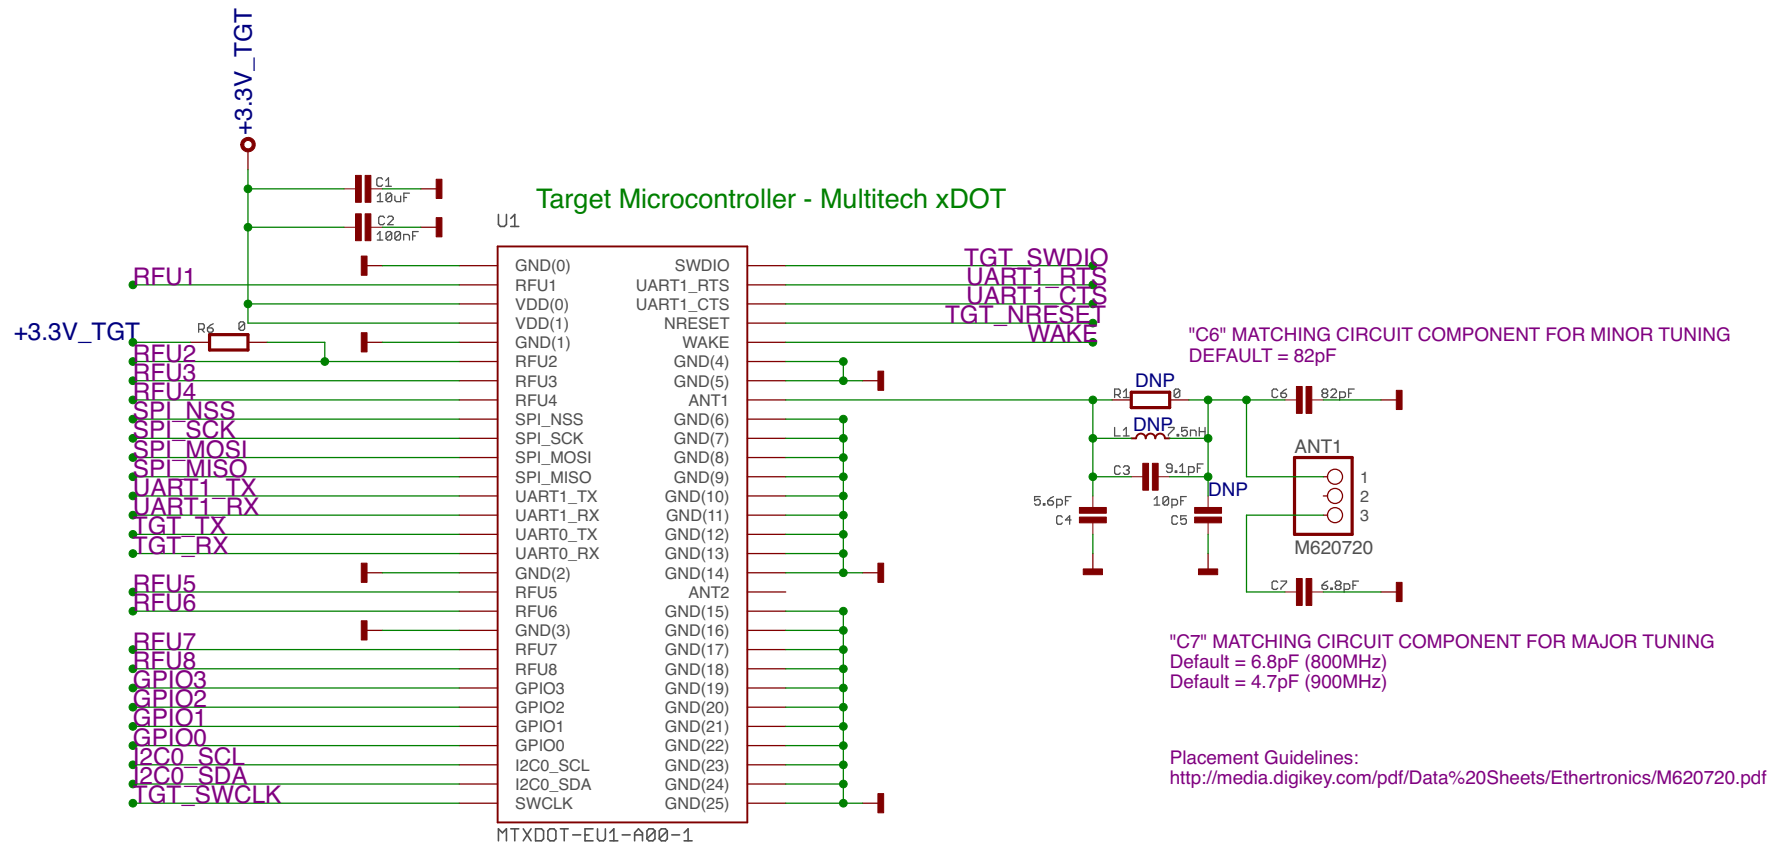 +3.3V_TGT
C1
10uF
C2
100nF
Target Microcontroller - Multitech xDOT
U1
RFU1
+3.3V_TGT
R6
0
RFU2
RFU3
RFU4
SPI_NSS
SPI_SCK
SPI_MOSI
SPI_MISO
UART1_TX
UART1_RX
TGT_TX
TGT_RX
RFU5
RFU6
RFU7
RFU8
GPIO3
GPIO2
GPIO1
GPIO0
I2C0_SCL
I2C0_SDA
TGT_SWCLK
GND(0)
RFU1
VDD(0)
VDD(1)
GND(1)
RFU2
RFU3
RFU4
SPI_NSS
SPI_SCK
SPI_MOSI
SPI_MISO
UART1_TX
UART1_RX
UART0_TX
UART0_RX
GND(2)
RFU5
RFU6
GND(3)
RFU7
RFU8
GPIO3
GPIO2
GPIO1
GPIO0
I2C0_SCL
I2C0_SDA
SWCLK
SWDIO
UART1_RTS
UART1_CTS
NRESET
WAKE
GND(4)
GND(5)
ANT1
GND(6)
GND(7)
GND(8)
GND(9)
GND(10)
GND(11)
GND(12)
GND(13)
GND(14)
ANT2
GND(15)
GND(16)
GND(17)
GND(18)
GND(19)
GND(20)
GND(21)
GND(22)
GND(23)
GND(24)
GND(25)
MTXDOT-EU1-A00-1
TGT_SWDIO
UART1_RTS
UART1_CTS
TGT_NRESET
WAKE
"C6" MATCHING CIRCUIT COMPONENT FOR MINOR TUNING
DEFAULT = 82pF
DNP
R1
0
C6
82pF
DNP
L1
7.5nH
C3
9.1pF
DNP
5.6pF
C4
10pF
C5
ANT1
1
2
3
M620720
C7
6.8pF
"C7" MATCHING CIRCUIT COMPONENT FOR MAJOR TUNING
Default = 6.8pF (800MHz)
Default = 4.7pF (900MHz)
Placement Guidelines:
http://media.digikey.com/pdf/Data%20Sheets/Ethertronics/M620720.pdf